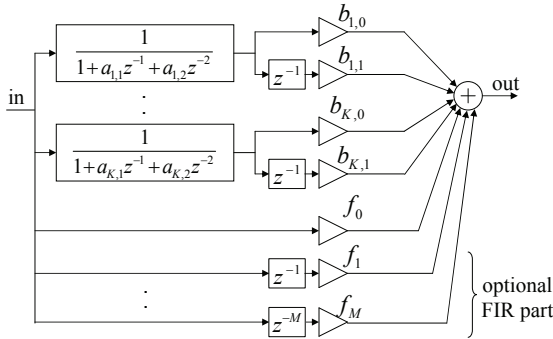 in
1
1+a_{1,1}z^{-1}+a_{1,2}z^{-2}
b_{1,0}
z^{-1}
b_{1,1}
⋮
1
1+a_{K,1}z^{-1}+a_{K,2}z^{-2}
b_{K,0}
z^{-1}
b_{K,1}
+
out
f_0
z^{-1}
f_1
⋮
z^{-M}
f_M
optional
FIR part